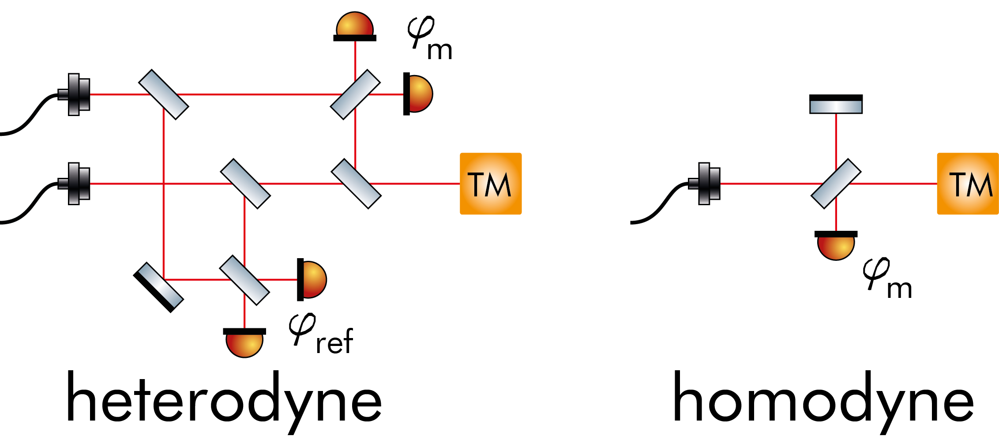 φm
TM
φref
heterodyne
TM
φm
homodyne